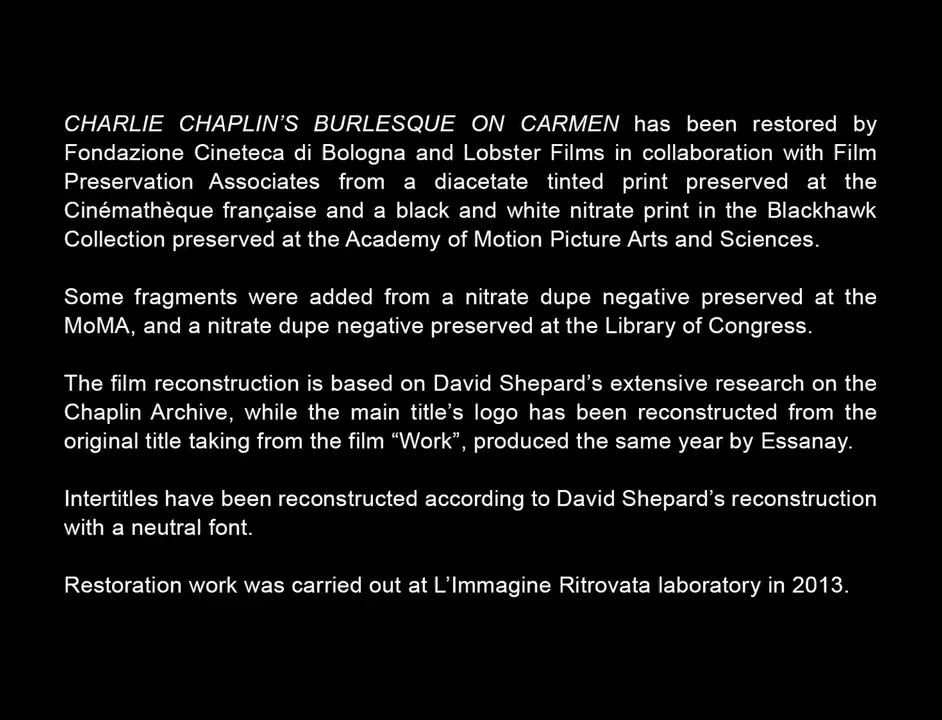 CHARLIE CHAPLIN’S BURLESQUE ON CARMEN has been restored by
Fondazione Cineteca di Bologna and Lobster Films in collaboration with Film
Preservation Associates from a diacetate tinted print preserved at the
Cinémathèque française and a black and white nitrate print in the Blackhawk
Collection preserved at the Academy of Motion Picture Arts and Sciences.
Some fragments were added from a nitrate dupe negative preserved at the
MoMA, and a nitrate dupe negative preserved at the Library of Congress.
The film reconstruction is based on David Shepard’s extensive research on the
Chaplin Archive, while the main title’s logo has been reconstructed from the
original title taking from the film “Work”, produced the same year by Essanay.
Intertitles have been reconstructed according to David Shepard’s reconstruction
with a neutral font.
Restoration work was carried out at L’Immagine Ritrovata laboratory in 2013.